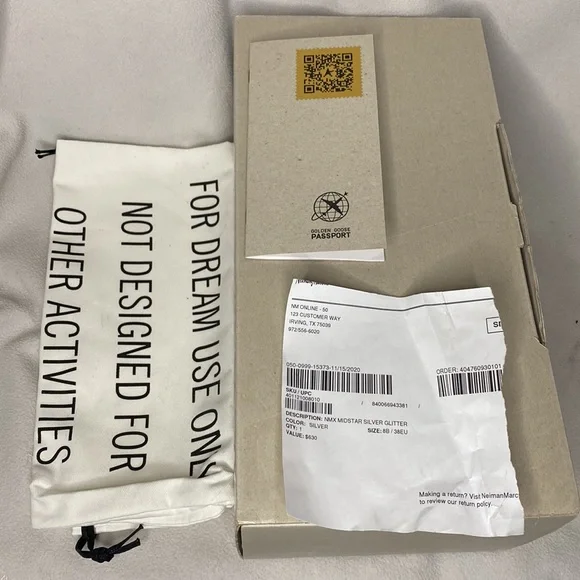 FOR DREAM USE ONLY
NOT DESIGNED FOR
OTHER ACTIVITIES
GOLDEN GOOSE
PASSPORT
NM ONLINE - 50
123 CUSTOMER WAY
IRVING, TX 75039
972/556-6020
050-0999-15373-11/15/2020
ORDER: 404760930101
SKU / UPC
401121008010 / 840066943381 /
DESCRIPTION: NMX MIDSTAR SILVER GLITTER
COLOR: SILVER SIZE: 8B / 38EU
QTY: 1
VALUE: $630
Making a return? Visit NeimanMarc
to review our return policy.